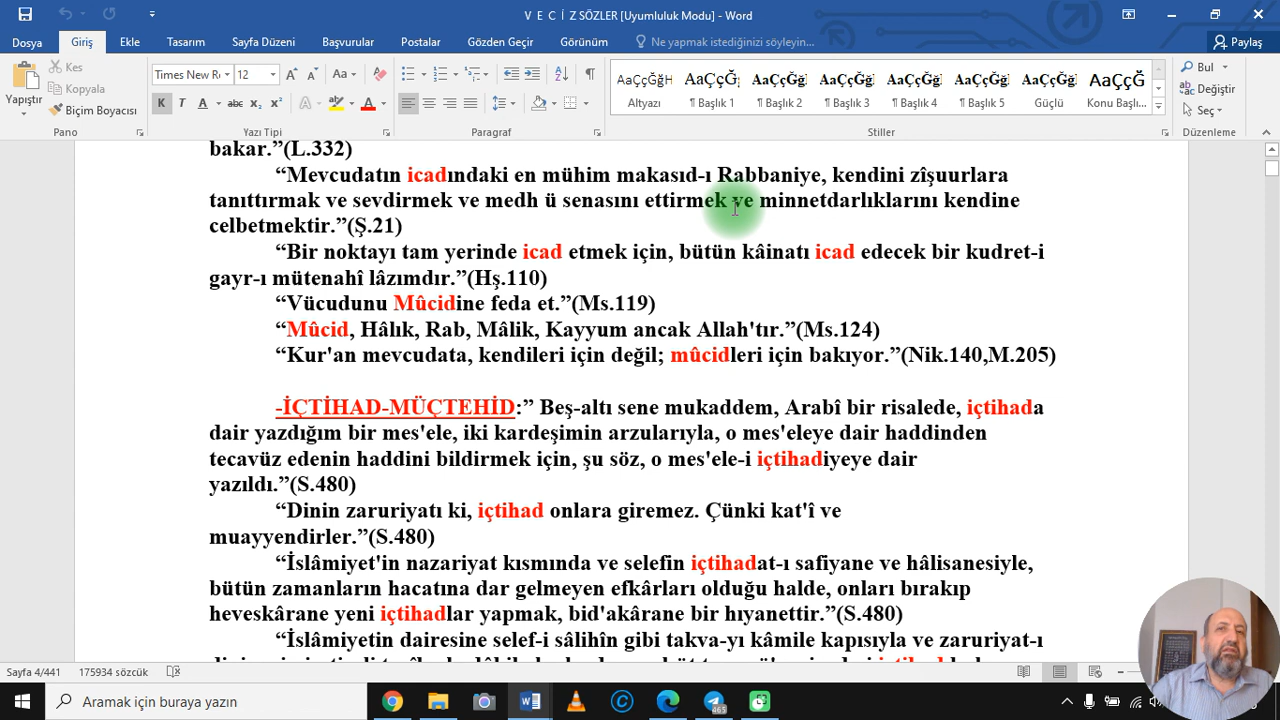 V E C İ Z SÖZLER [Uyumluluk Modu] - Word
Dosya Giriş Ekle Tasarım Sayfa Düzeni Başvurular Postalar Gözden Geçir Görünüm Ne yapmak istediğinizi söyleyin... Paylaş
Yapıştır
Kes
Kopyala
Biçim Boyacısı
Times New Ro 12
AaÇçĞğH AaÇçĞ AaÇçĞğ AaÇçĞğ AaÇçĞğ AaÇçĞğ AaÇçĞğ AaÇçĞ
Altyazı ¶ Başlık 1 ¶ Başlık 2 ¶ Başlık 3 ¶ Başlık 4 ¶ Başlık 5 Güçlü Konu Başlı...
Bul
Değiştir
Seç
Pano Yazı Tipi Paragraf Stiller Düzenleme
bakar.”(L.332)
“Mevcudatın icadındaki en mühim makasıd-ı Rabbaniye, kendini zîşuurlara
tanıttırmak ve sevdirmek ve medh ü senasını ettirmek ve minnetdarlıklarını kendine
celbetmektir.”(Ş.21)
“Bir noktayı tam yerinde icad etmek için, bütün kâinatı icad edecek bir kudret-i
gayr-ı mütenahî lâzımdır.”(Hş.110)
“Vücudunu Mûcidine feda et.”(Ms.119)
“Mûcid, Hâlık, Rab, Mâlik, Kayyum ancak Allah'tır.”(Ms.124)
“Kur'an mevcudata, kendileri için değil; mûcidleri için bakıyor.”(Nik.140,M.205)
-İÇTİHAD-MÜÇTEHİD:” Beş-altı sene mukaddem, Arabî bir risalede, içtihada
dair yazdığım bir mes'ele, iki kardeşimin arzularıyla, o mes'eleye dair haddinden
tecavüz edenin haddini bildirmek için, şu söz, o mes'ele-i içtihadiyeye dair
yazıldı.”(S.480)
“Dinin zaruriyatı ki, içtihad onlara giremez. Çünki kat'î ve
muayyendirler.”(S.480)
“İslâmiyet'in nazariyat kısmında ve selefin içtihadat-ı safiyane ve hâlisanesiyle,
bütün zamanların hacatına dar gelmeyen efkârları olduğu halde, onları bırakıp
heveskârane yeni içtihadlar yapmak, bid'akârane bir hıyanettir.”(S.480)
“İslâmiyetin dairesine selef-i sâlihîn gibi takva-yı kâmile kapısıyla ve zaruriyat-ı
Sayfa 4/441 175934 sözcük
Aramak için buraya yazın
465